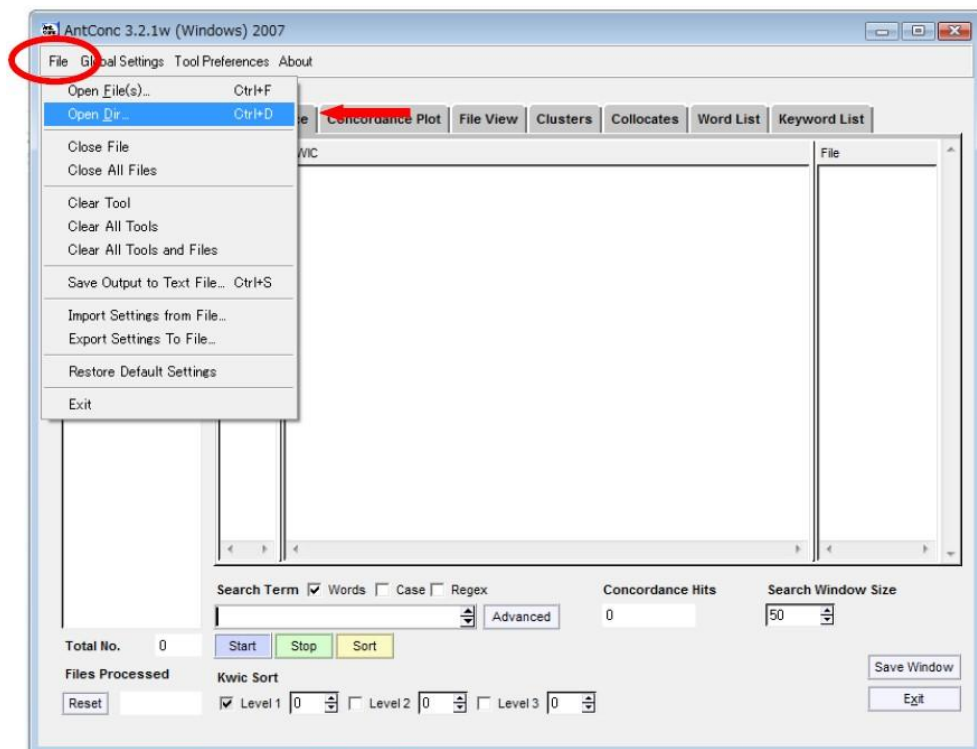 AntConc 3.2.1w (Windows) 2007
File Global Settings Tool Preferences About
Open File(s)... Ctrl+F
Open Dir... Ctrl+D
Concordance Plot File View Clusters Collocates Word List Keyword List
File
Close File
Close All Files
Clear Tool
Clear All Tools
Clear All Tools and Files
Save Output to Text File... Ctrl+S
Import Settings from File...
Export Settings To File...
Restore Default Settings
Exit
Search Term Words Case Regex Concordance Hits Search Window Size
Advanced 0 50
Total No. 0 Start Stop Sort
Files Processed Kwic Sort Save Window
Reset Level 1 0 Level 2 0 Level 3 0 Exit